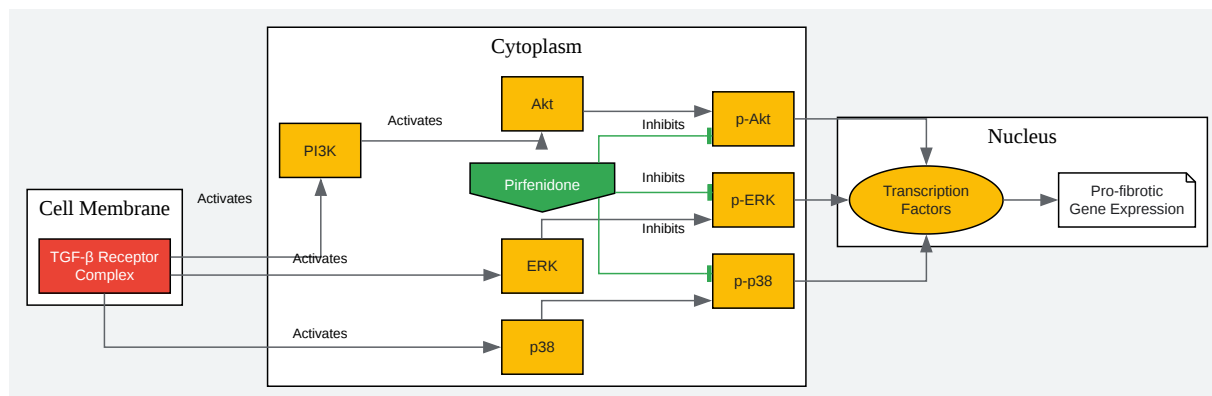 Cytoplasm
Akt
p-Akt
Activates
Inhibits
PI3K
Nucleus
Pirfenidone
Inhibits
Activates
Cell Membrane
p-ERK
Transcription
Factors
Pro-fibrotic
Gene Expression
Inhibits
TGF-β Receptor
Complex
Activates
ERK
p-p38
Activates
p38